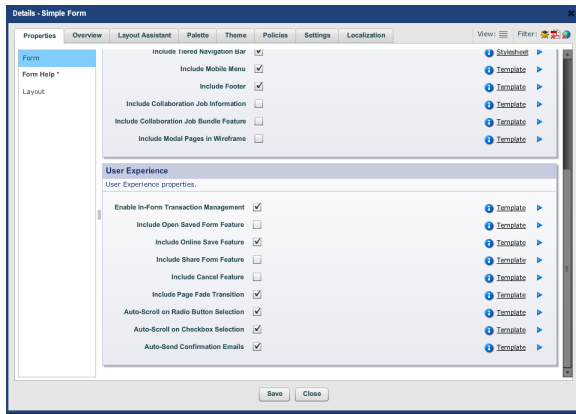 Details - Simple Form
Properties Overview Layout Assistant Palette Theme Policies Settings Localization View: Filter:
Form
Form Help *
Layout
Include Tiered Navigation Bar Stylesheet
Include Mobile Menu Template
Include Footer Template
Include Collaboration Job Information Template
Include Collaboration Job Bundle Feature Template
Include Modal Pages in Wireframe Template
User Experience
User Experience properties.
Enable In-Form Transaction Management Template
Include Open Saved Form Feature Template
Include Online Save Feature Template
Include Share Form Feature Template
Include Cancel Feature Template
Include Page Fade Transition Template
Auto-Scroll on Radio Button Selection Template
Auto-Scroll on Checkbox Selection Template
Auto-Send Confirmation Emails Template
Save Close